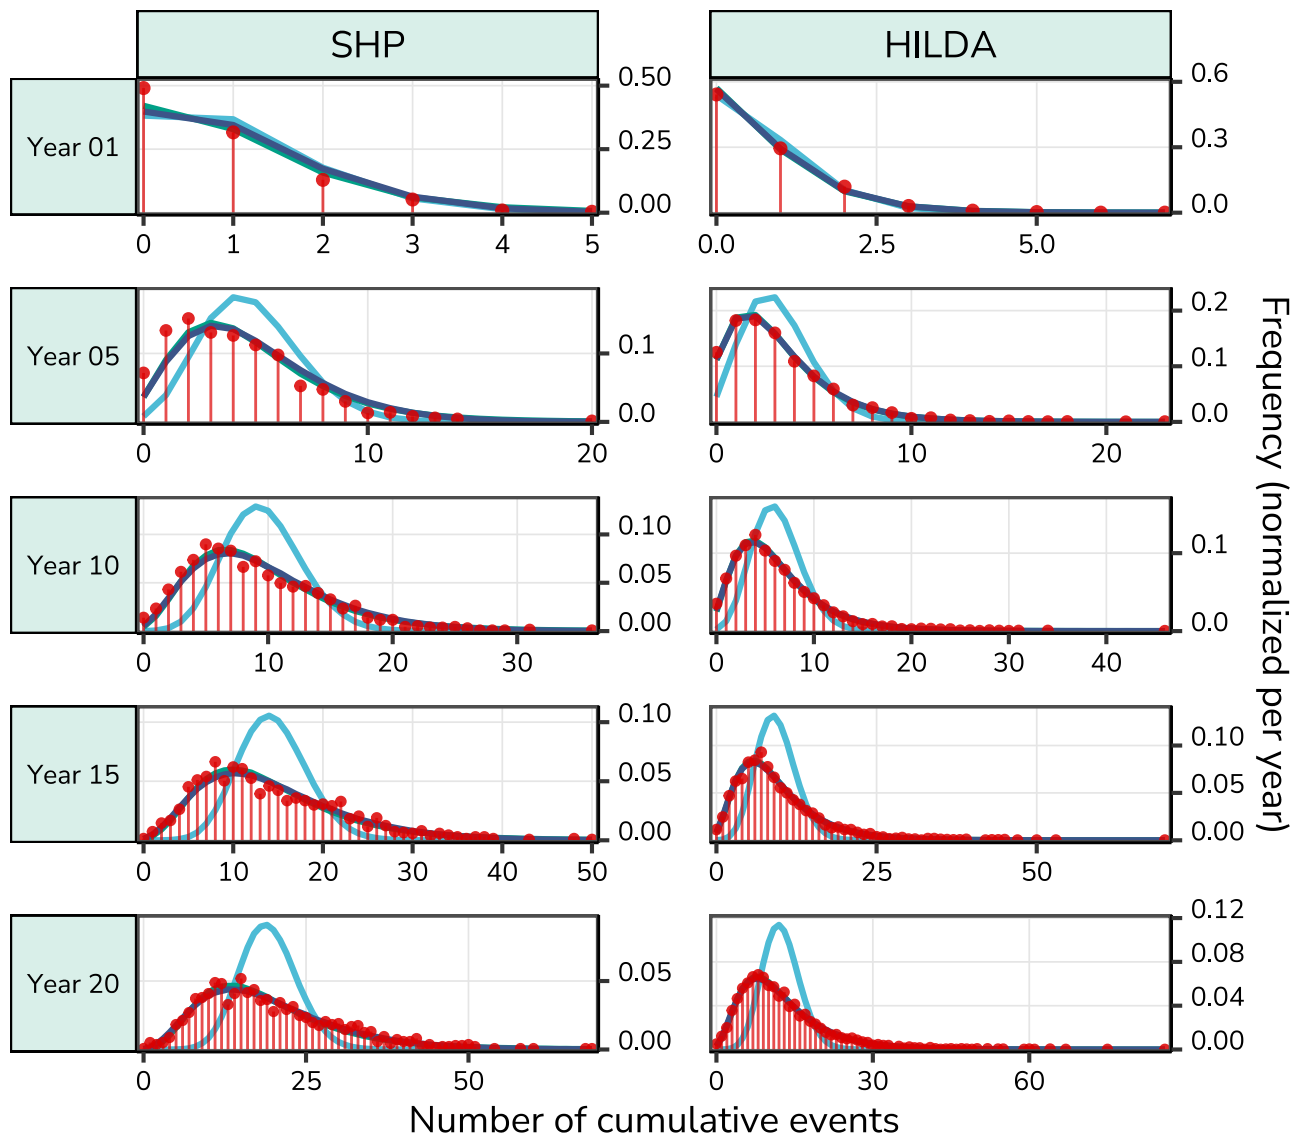 SHP HILDA
Year 01
0.50
0.25
0.00
0 1 2 3 4 5
0.6
0.3
0.0
0.0 2.5 5.0
Year 05
0.1
0.0
0 10 20
0.2
0.1
0.0
0 10 20
Year 10
0.10
0.05
0.00
0 10 20 30
0.1
0.0
0 10 20 30 40
Year 15
0.10
0.05
0.00
0 10 20 30 40 50
0.10
0.05
0.00
0 25 50
Year 20
0.05
0.00
0 25 50
0.12
0.08
0.04
0.00
0 30 60
Number of cumulative events
Frequency (normalized per year)